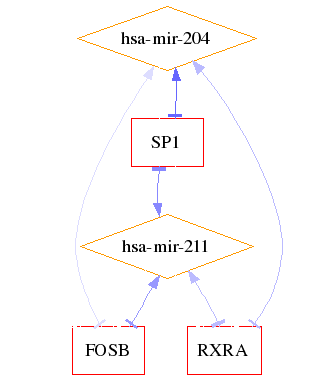 hsa-mir-204
SP1
hsa-mir-211
FOSB
RXRA